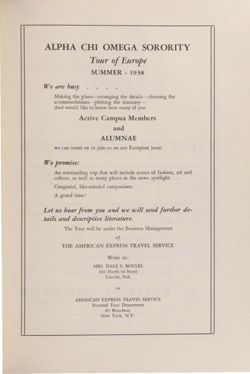 ALPHA CHI OMEGA SORORITY
Tour of Europe
SUMMER - 1938
We are busy . . . .
Making the plans—arranging the details—choosing the
accommodations—plotting the itinerary—
And would like to know how many of you
Active Campus Members
and
ALUMNAE
we can count on to join us on our European jaunt.
We promise:
An outstanding trip that will include scenes of fashion, art and
culture, as well as many places in the news spotlight. . . .
Congenial, like-minded companions.
A grand time!
Let us hear from you and we will send further de-
tails and descriptive literature.
The Tour will be under the Business Management
of
THE AMERICAN EXPRESS TRAVEL SERVICE
Write to:
MRS. DALE S. BOYLES
North 14 Street
Lincoln, Neb.
or
AMERICAN EXPRESS TRAVEL SERVICE
Escorted Tour Department
Broadway
New York, N.Y.